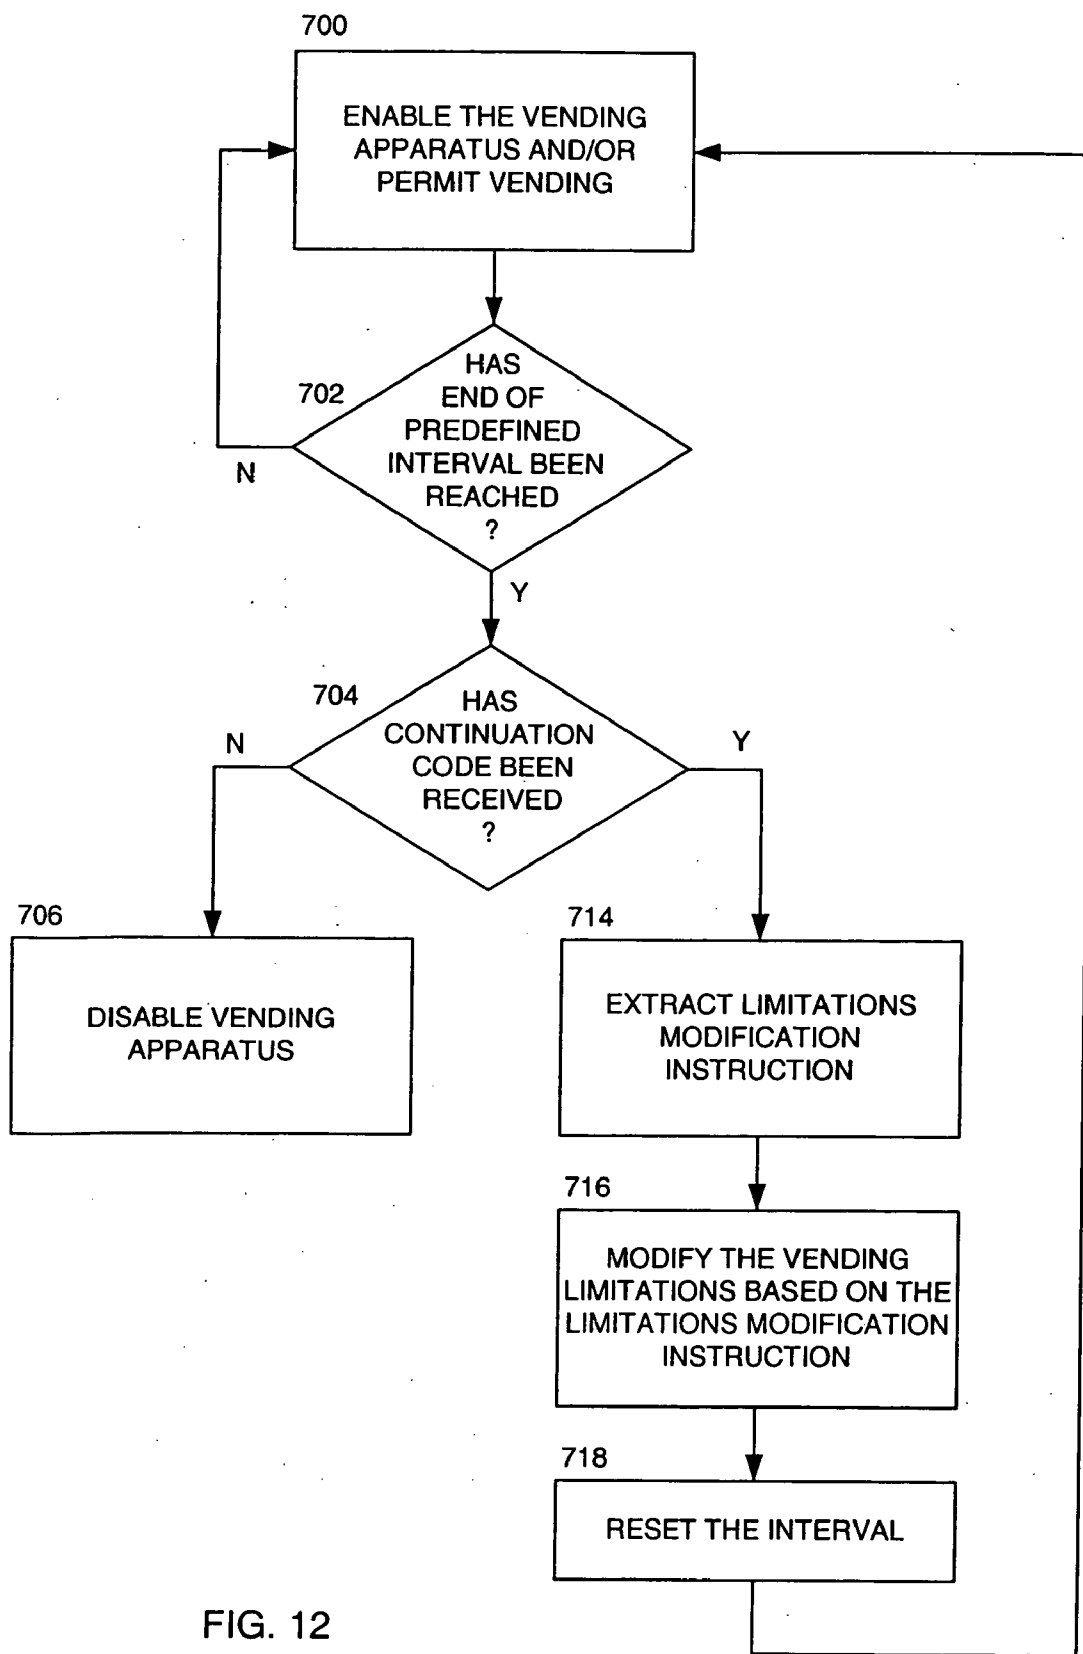 700
ENABLE THE VENDING
APPARATUS AND/OR
PERMIT VENDING
702
HAS
END OF
PREDEFINED
INTERVAL BEEN
REACHED
?
N
Y
704
HAS
CONTINUATION
CODE BEEN
RECEIVED
?
N
Y
706
DISABLE VENDING
APPARATUS
714
EXTRACT LIMITATIONS
MODIFICATION
INSTRUCTION
716
MODIFY THE VENDING
LIMITATIONS BASED ON THE
LIMITATIONS MODIFICATION
INSTRUCTION
718
RESET THE INTERVAL
FIG. 12